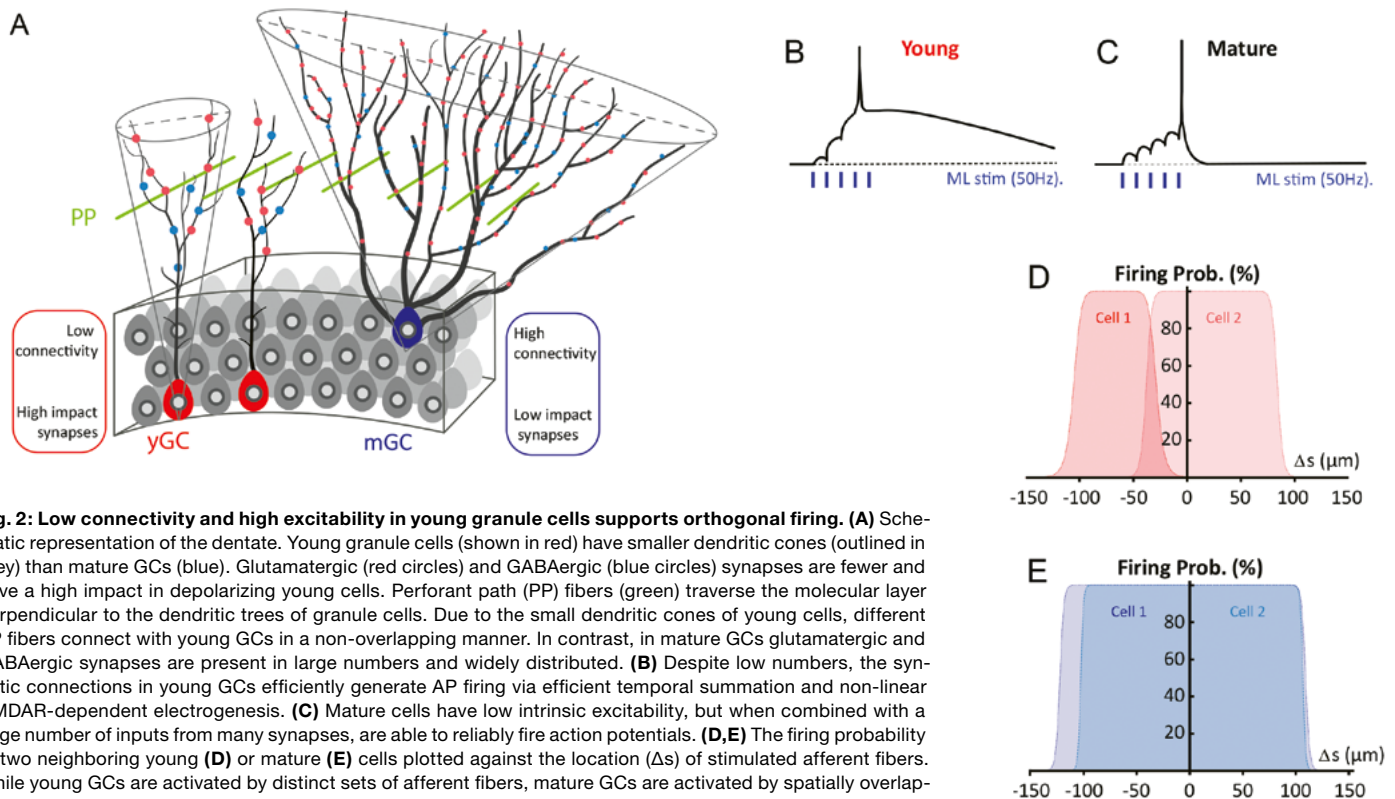 A
PP
Low
connectivity
High impact
synapses
yGC
mGC
High
connectivity
Low impact
synapses
B
Young
ML stim (50Hz).
C
Mature
ML stim (50Hz).
D
Firing Prob. (%)
Cell 1
Cell 2
80
60
40
20
Δs (μm)
-150 -100 -50 0 50 100 150
E
Firing Prob. (%)
Cell 1
Cell 2
80
60
40
20
Δs (μm)
-150 -100 -50 0 50 100 150
g. 2: Low connectivity and high excitability in young granule cells supports orthogonal firing. (A) Sche-
atic representation of the dentate. Young granule cells (shown in red) have smaller dendritic cones (outlined in
ey) than mature GCs (blue). Glutamatergic (red circles) and GABAergic (blue circles) synapses are fewer and
ve a high impact in depolarizing young cells. Perforant path (PP) fibers (green) traverse the molecular layer
rpendicular to the dendritic trees of granule cells. Due to the small dendritic cones of young cells, different
P fibers connect with young GCs in a non-overlapping manner. In contrast, in mature GCs glutamatergic and
ABAergic synapses are present in large numbers and widely distributed. (B) Despite low numbers, the syn-
tic connections in young GCs efficiently generate AP firing via efficient temporal summation and non-linear
MDAR-dependent electrogenesis. (C) Mature cells have low intrinsic excitability, but when combined with a
ge number of inputs from many synapses, are able to reliably fire action potentials. (D,E) The firing probability
two neighboring young (D) or mature (E) cells plotted against the location (Δs) of stimulated afferent fibers.
hile young GCs are activated by distinct sets of afferent fibers, mature GCs are activated by spatially overlap-